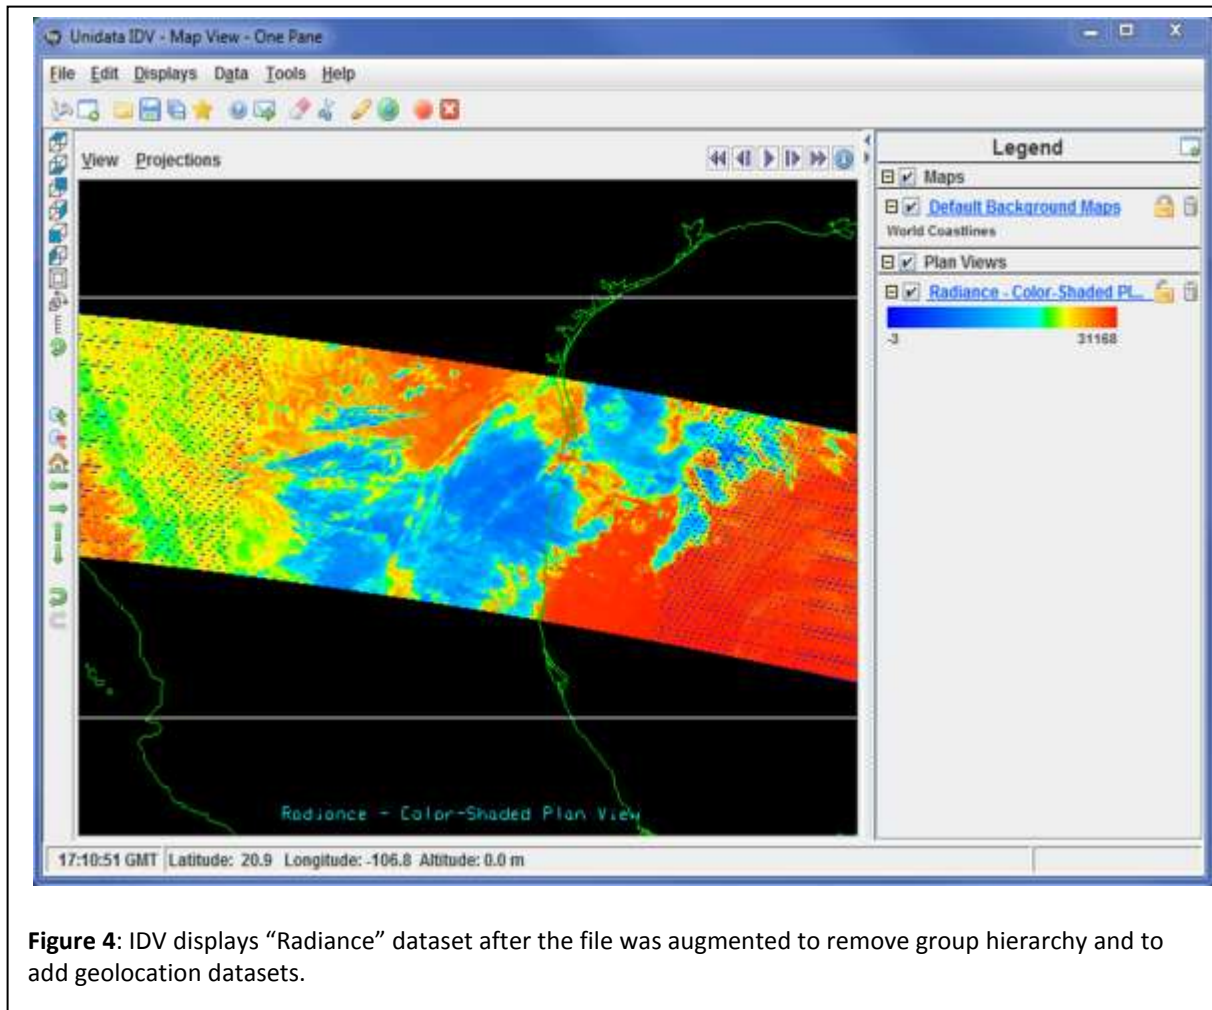 Unidata IDV - Map View - One Pane
File Edit Displays Data Tools Help
View Projections
Legend
Maps
Default Background Maps
World Coastlines
Plan Views
Radiance - Color-Shaded Pl...
-3 31168
Radiance - Color-Shaded Plan View
17:10:51 GMT Latitude: 20.9 Longitude: -106.8 Altitude: 0.0 m
Figure 4: IDV displays “Radiance” dataset after the file was augmented to remove group hierarchy and to
add geolocation datasets.